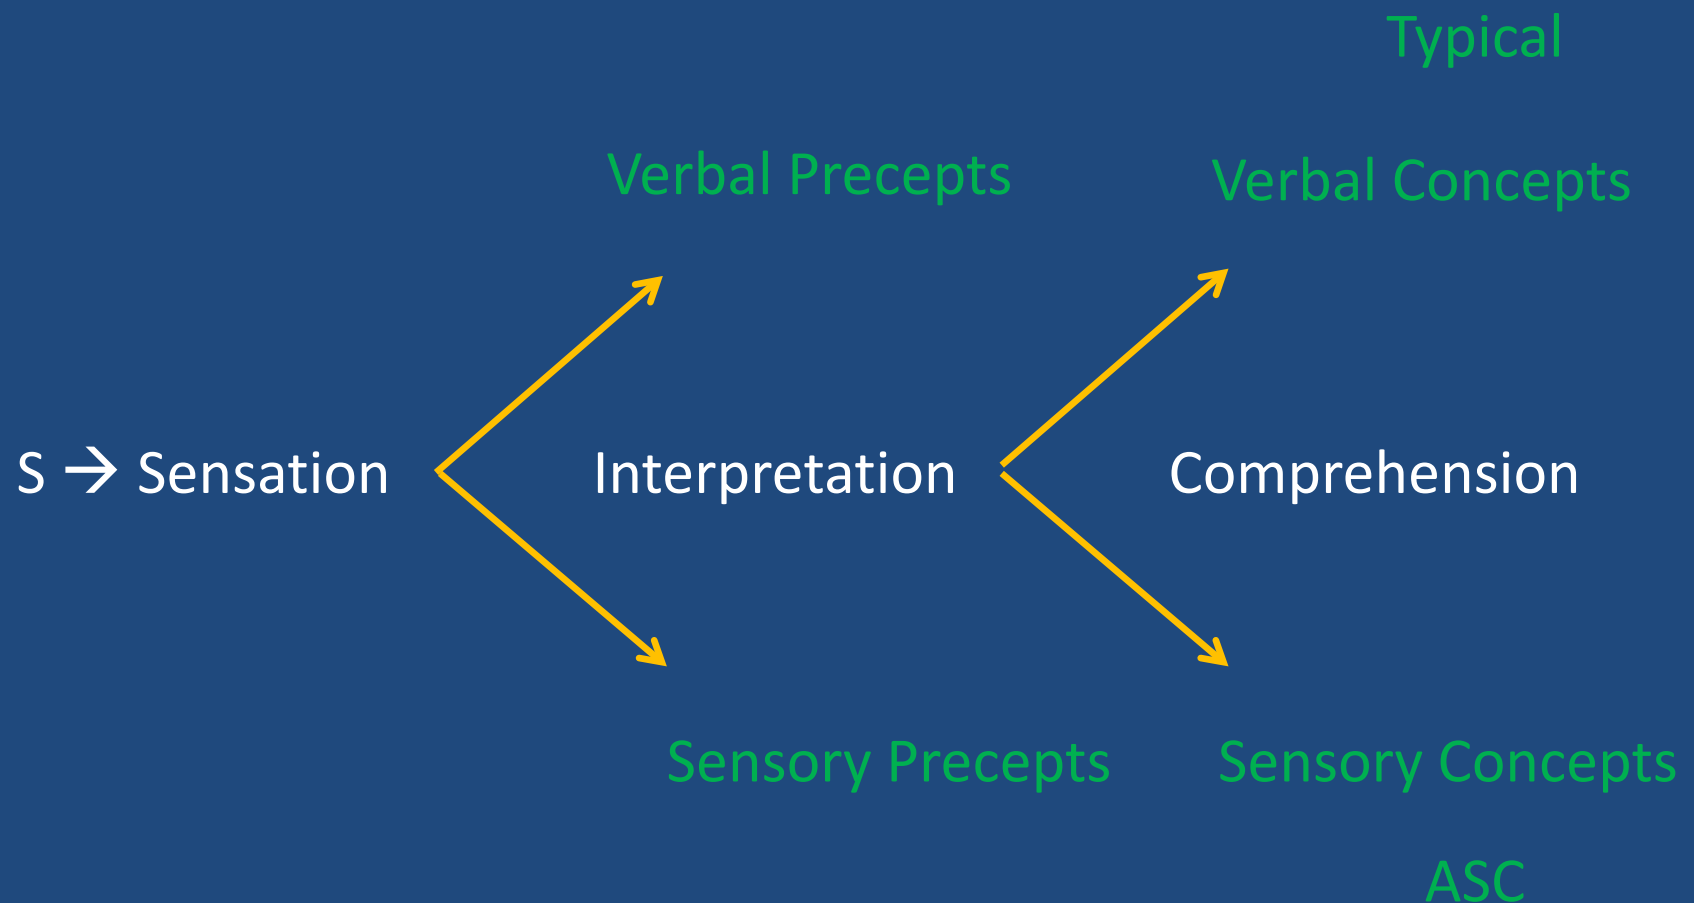 Typical
Verbal Precepts
Verbal Concepts
S → Sensation
Interpretation
Comprehension
Sensory Precepts
Sensory Concepts
ASC